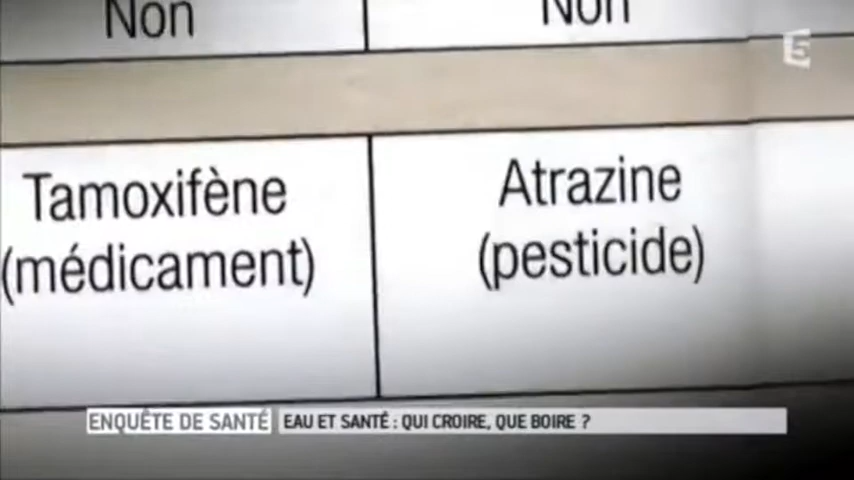 Non
Non
5
Tamoxifène
(médicament)
Atrazine
(pesticide)
ENQUÊTE DE SANTÉ
EAU ET SANTÉ : QUI CROIRE, QUE BOIRE ?